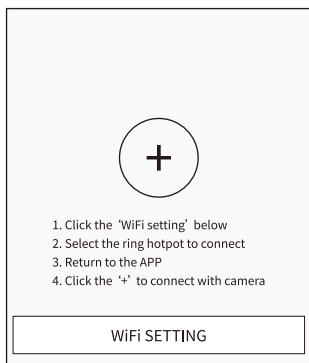 +
1. Click the ‘WiFi setting’ below
2. Select the ring hotpot to connect
3. Return to the APP
4. Click the ‘+’ to connect with camera
WiFi SETTING